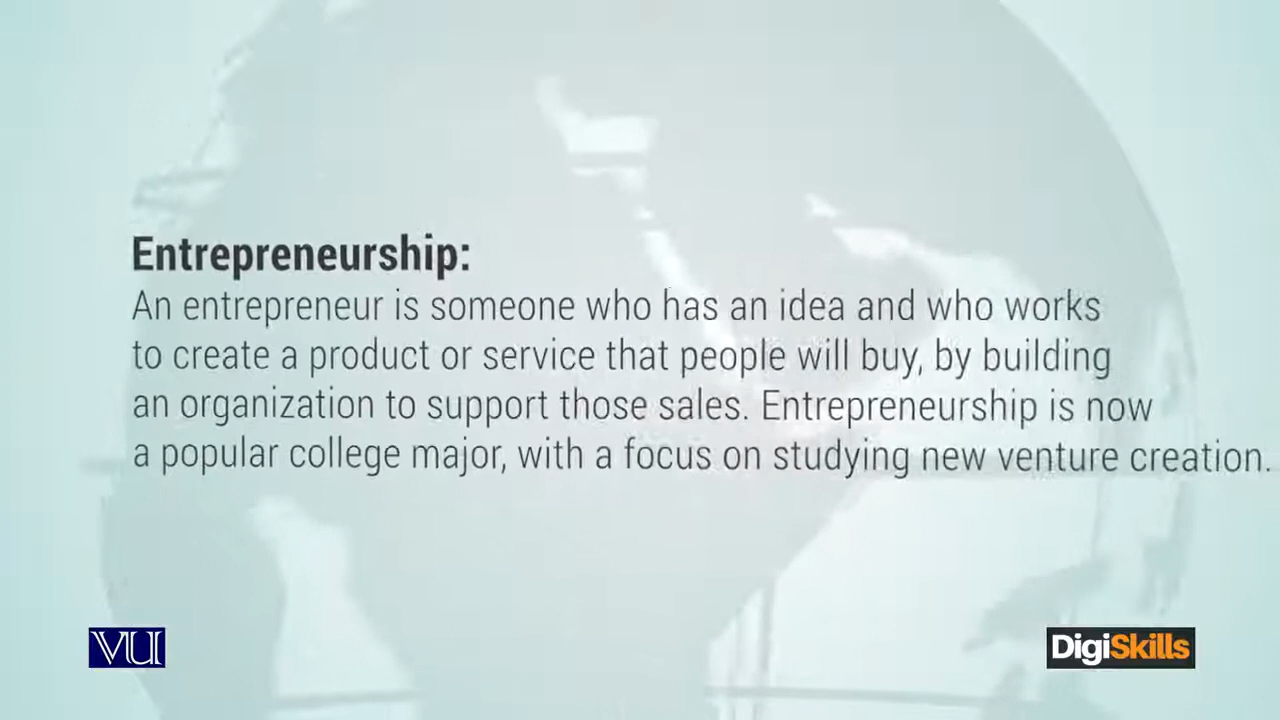 Entrepreneurship:
An entrepreneur is someone who has an idea and who works
to create a product or service that people will buy, by building
an organization to support those sales. Entrepreneurship is now
a popular college major, with a focus on studying new venture creation.
VU
DigiSkills